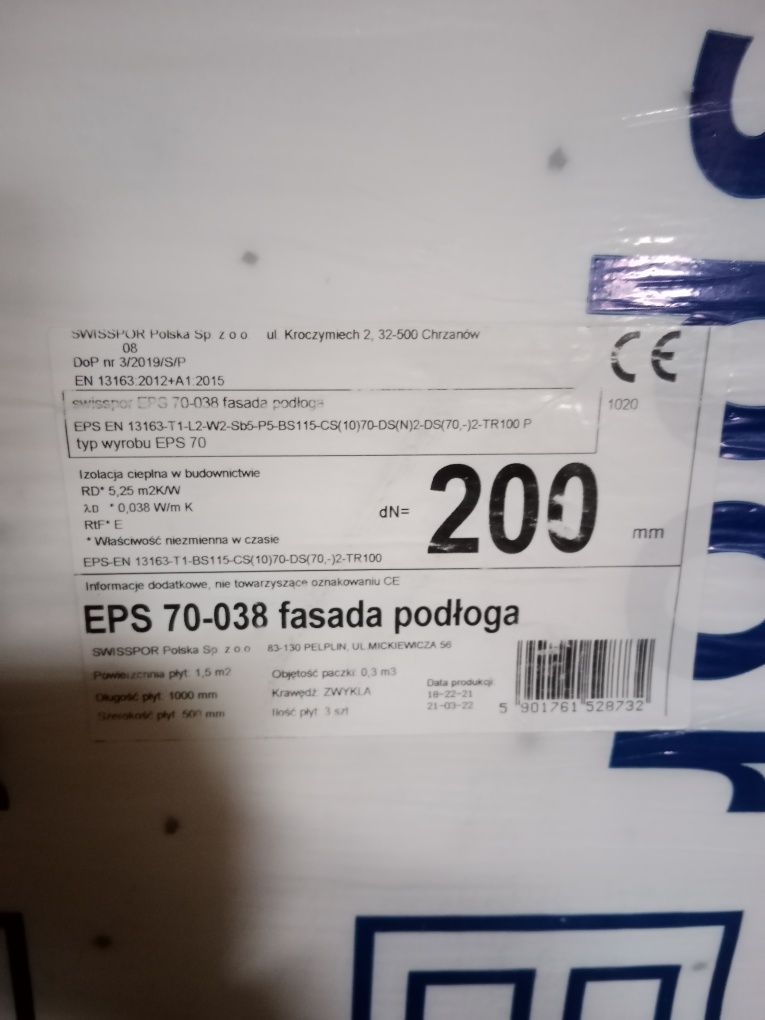 SWISSPOR Polska Sp. z o o ul. Kroczymiech 2, 32-500 Chrzanów
08
DoP nr 3/2019/S/P
EN 13163:2012+A1:2015
CE
swisspor EPS 70-038 fasada podłoga
1020
EPS EN 13163-T1-L2-W2-Sb5-P5-BS115-CS(10)70-DS(N)2-DS(70,-)2-TR100 P
typ wyrobu EPS 70
Izolacja cieplna w budownictwie
RD* 5,25 m2K/W
λD * 0,038 W/m K
RtF* E
* Właściwość niezmienna w czasie
dN= 200 mm
EPS-EN 13163-T1-BS115-CS(10)70-DS(70,-)2-TR100
Informacje dodatkowe, nie towarzyszące oznakowaniu CE
EPS 70-038 fasada podłoga
SWISSPOR Polska Sp. z o o 83-130 PELPLIN, UL.MICKIEWICZA 56
Powierzchnia płyt: 1,5 m2 Objętość paczki: 0,3 m3
Długość płyt: 1000 mm Krawędź: ZWYKŁA
Szerokość płyt: 500 mm Ilość płyt: 3 szt
Data produkcji:
18-22-21
21-03-22
5 901761 528732